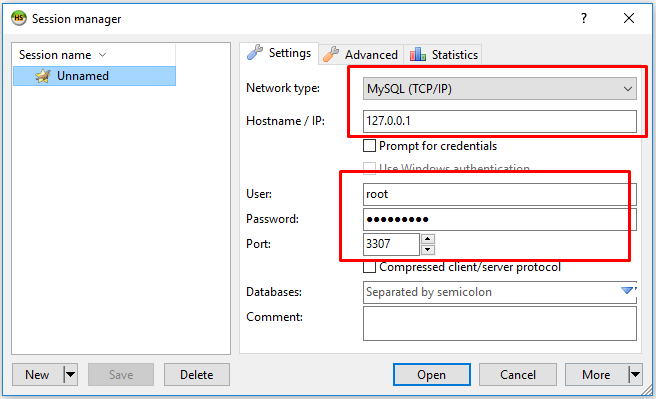 HS
Session manager
?
Session name
Unnamed
Settings
Advanced
Statistics
Network type:
MySQL (TCP/IP)
Hostname / IP:
127.0.0.1
Prompt for credentials
Use Windows authentication
User:
root
Password:
●●●●●●●●●
Port:
3307
Compressed client/server protocol
Databases:
Separated by semicolon
Comment:
New
Save
Delete
Open
Cancel
More